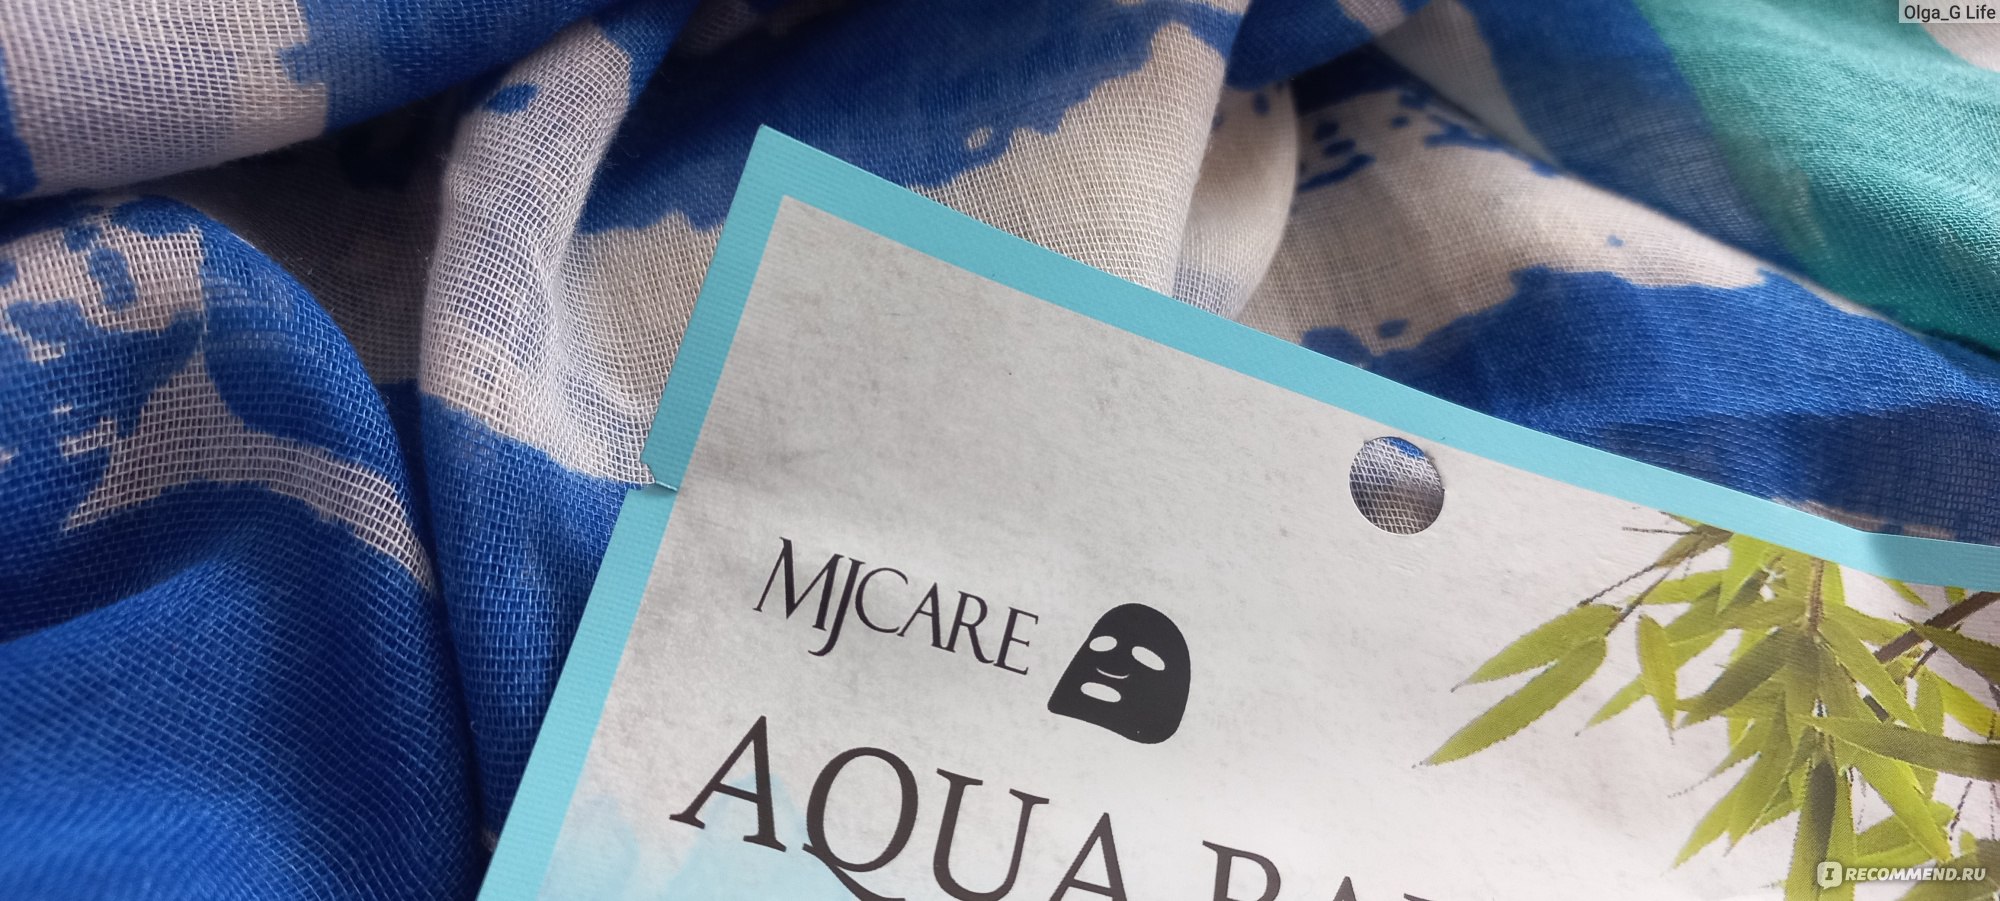 Olga_G Life
MJCARE
AQUA
RECOMMEND.RU